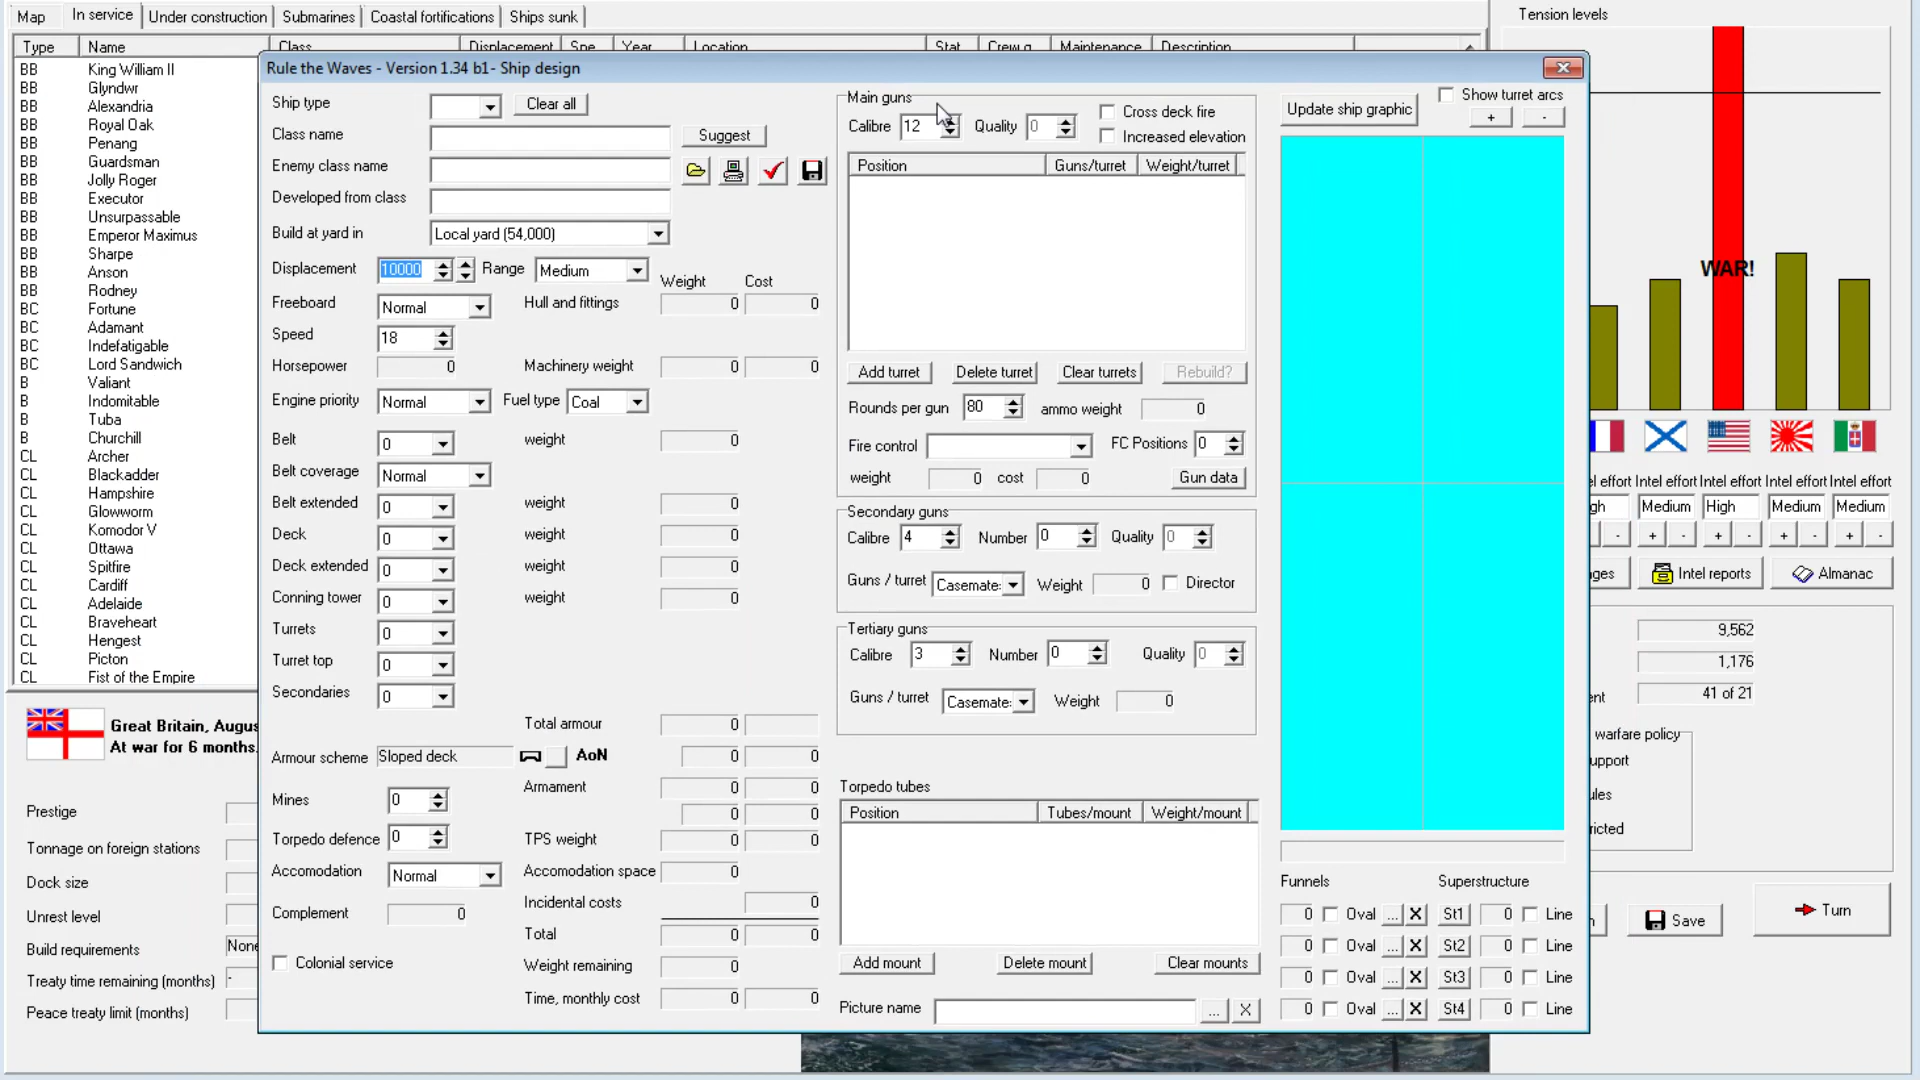 Map In service Under construction Submarines Coastal fortifications Ships sunk
Type Name Class Displacement Spe Year Location Stat Crew q Maintenance Description
BB King William II
BB Glyndwr
BB Alexandria
BB Royal Oak
BB Penang
BB Guardsman
BB Jolly Roger
BB Executor
BB Unsurpassable
BB Emperor Maximus
BB Sharpe
BB Anson
BB Rodney
BC Fortune
BC Adamant
BC Indefatigable
BC Lord Sandwich
B Valiant
B Indomitable
B Tuba
B Churchill
CL Archer
CL Blackadder
CL Hampshire
CL Glowworm
CL Komodor V
CL Ottawa
CL Spitfire
CL Cardiff
CL Adelaide
CL Braveheart
CL Hengest
CL Picton
CL Fist of the Empire
Great Britain, Augus
At war for 6 months.
Prestige
Tonnage on foreign stations
Dock size
Unrest level
Build requirements None
Treaty time remaining (months) -
Peace treaty limit (months)
Rule the Waves - Version 1.34 b1- Ship design
Ship type Clear all
Class name Suggest
Enemy class name
Developed from class
Build at yard in Local yard (54,000)
Displacement 10000 Range Medium
Weight Cost
Freeboard Normal Hull and fittings 0 0
Speed 18
Horsepower 0 Machinery weight 0 0
Engine priority Normal Fuel type Coal
Belt 0 weight 0
Belt coverage Normal
Belt extended 0 weight 0
Deck 0 weight 0
Deck extended 0 weight 0
Conning tower 0 weight 0
Turrets 0
Turret top 0
Secondaries 0
Total armour 0
Armour scheme Sloped deck AoN 0 0
Armament 0 0
Mines 0 0 0
Torpedo defence 0 TPS weight 0 0
Accomodation Normal Accomodation space 0
Incidental costs 0
Complement 0
Total 0 0
Colonial service Weight remaining 0
Time, monthly cost 0 0
Main guns
Calibre 12 Quality 0 Cross deck fire
Increased elevation
Position Guns/turret Weight/turret
Add turret Delete turret Clear turrets Rebuild?
Rounds per gun 80 ammo weight 0
Fire control FC Positions 0
weight 0 cost 0 Gun data
Secondary guns
Calibre 4 Number 0 Quality 0
Guns / turret Casemate: Weight 0 Director
Tertiary guns
Calibre 3 Number 0 Quality 0
Guns / turret Casemate: Weight 0
Torpedo tubes
Position Tubes/mount Weight/mount
Add mount Delete mount Clear mounts
Picture name ... X
Update ship graphic Show turret arcs
+ -
Funnels Superstructure
0 Oval ... X St1 0 Line
0 Oval ... X St2 0 Line
0 Oval ... X St3 0 Line
0 Oval ... X St4 0 Line
Tension levels
WAR!
el effort Intel effort Intel effort Intel effort Intel effort
gh Medium High Medium Medium
- + - + - + - + -
ges Intel reports Almanac
9,562
1,176
nt 41 of 21
warfare policy
upport
ules
ricted
n Save Turn